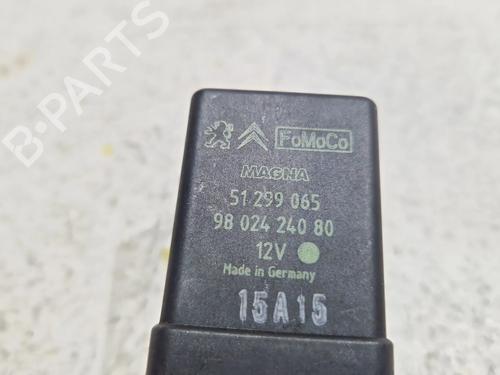 B-PARTS
FoMoCo
MAGNA
51 299 065
98 024 240 80
12V
Made in Germany
15A15